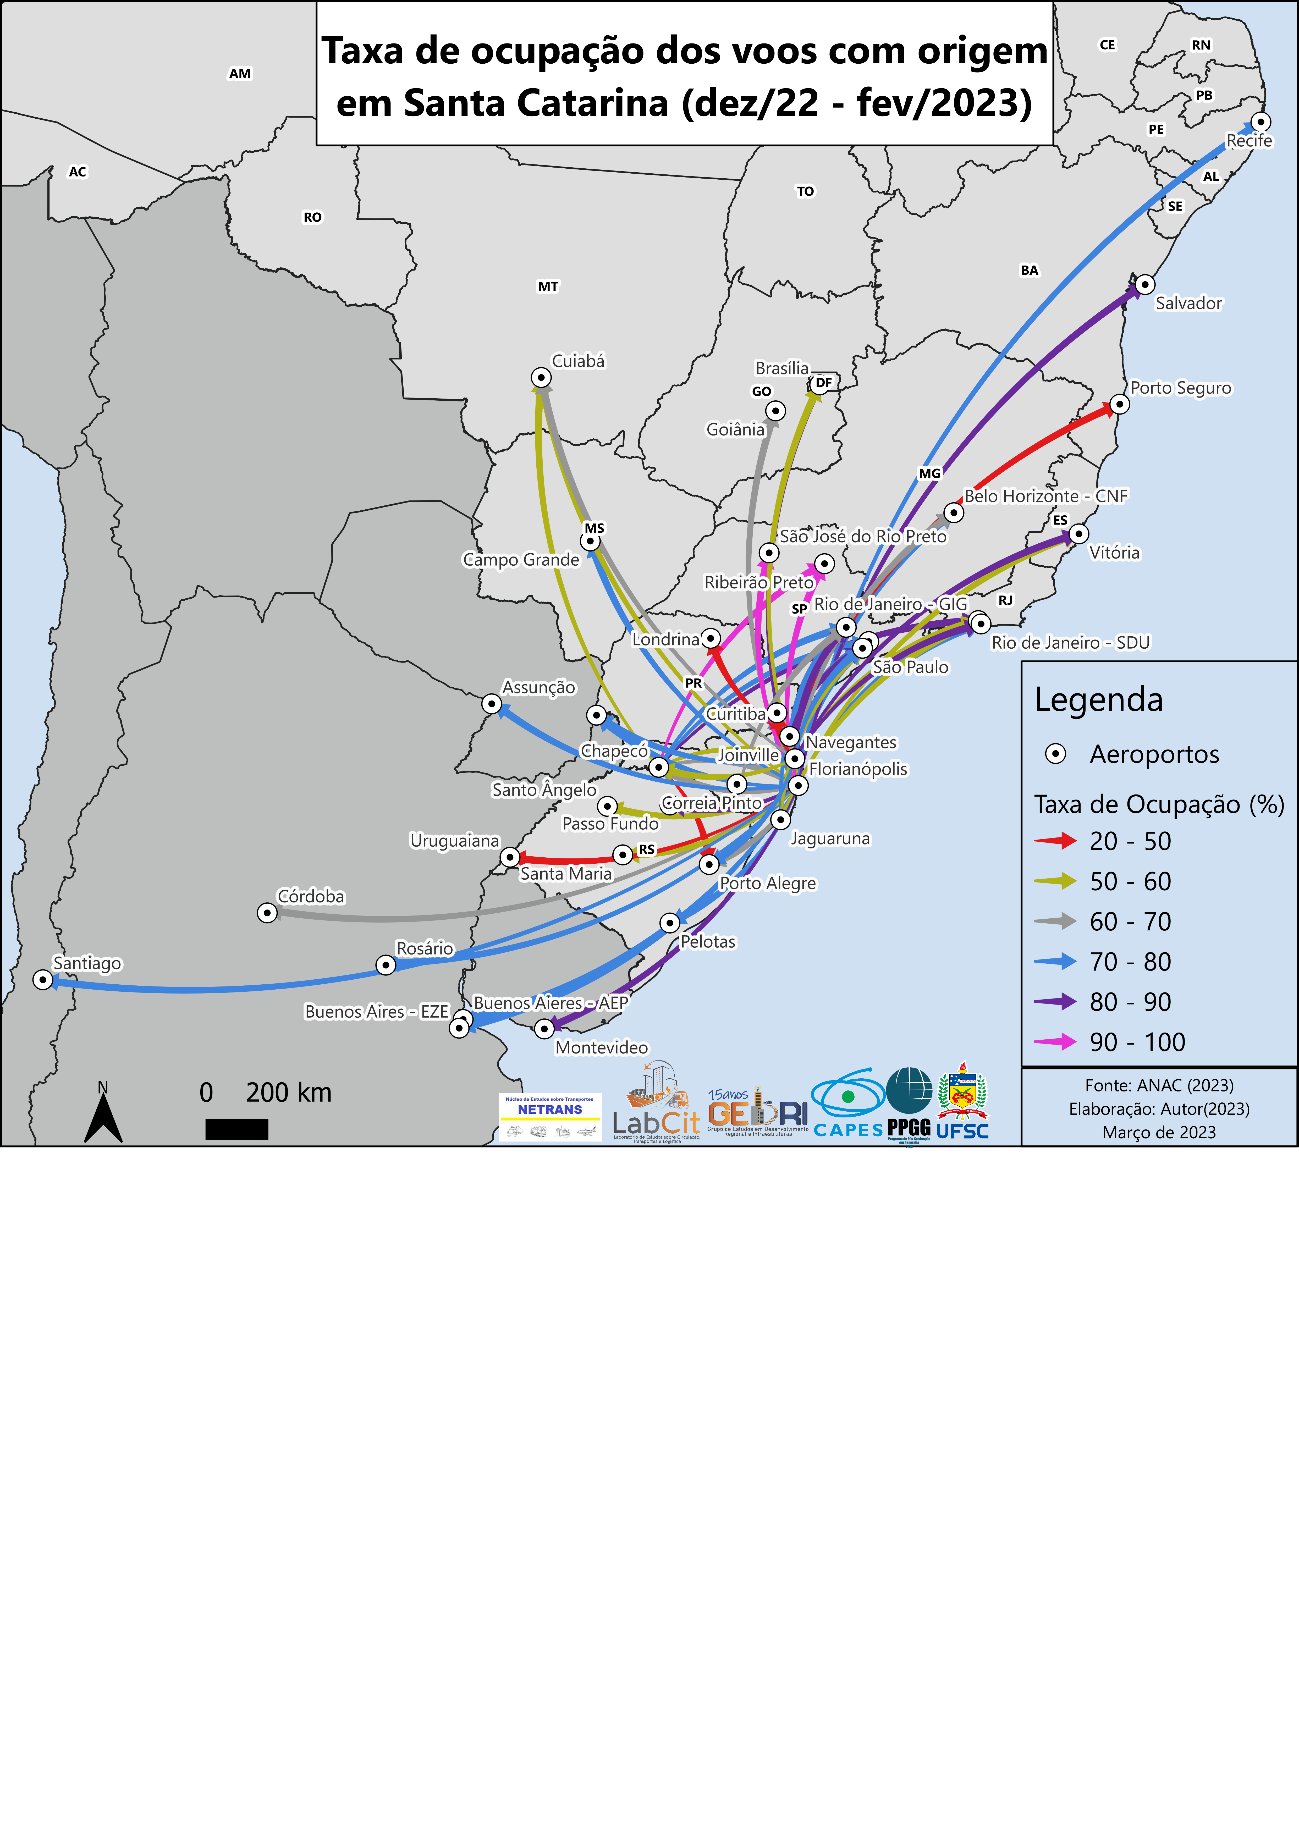 Taxa de ocupação dos voos com origem
em Santa Catarina (dez/22 - fev/2023)
CE
RN
AM
PB
PE
Recife
AC
AL
TO
SE
RO
BA
MT
Salvador
Cuiabá
Brasília
DF
GO
Porto Seguro
Goiânia
MG
Belo Horizonte - CNF
ES
MS
São José do Rio Preto
Vitória
Campo Grande
Ribeirão Preto
RJ
SP
Rio de Janeiro - GIG
Londrina
Rio de Janeiro - SDU
São Paulo
PR
Assunção
Curitiba
Navegantes
Chapecó
Joinville
Florianópolis
Santo Ângelo
Correia Pinto
Passo Fundo
Jaguaruna
Uruguaiana
RS
Santa Maria
Porto Alegre
Córdoba
Pelotas
Rosário
Santiago
Buenos Aieres - AEP
Buenos Aires - EZE
Montevideo
Legenda
Aeroportos
Taxa de Ocupação (%)
20 - 50
50 - 60
60 - 70
70 - 80
80 - 90
90 - 100
Fonte: ANAC (2023)
Elaboração: Autor(2023)
Março de 2023
N
0 200 km
Núcleo de Estudos sobre Transportes
NETRANS
LabCit
15anos
GEDRI
CAPES
PPGG
UFSC